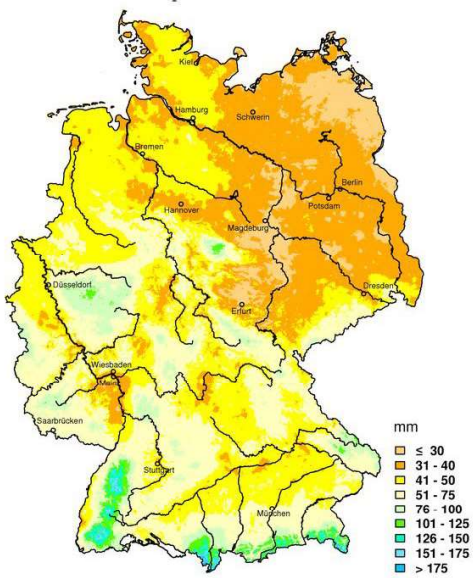 Kiel
Hamburg
Schwerin
Bremen
Berlin
Hannover
Potsdam
Magdeburg
Düsseldorf
Dresden
Erfurt
Wiesbaden
Mainz
Saarbrücken
Stuttgart
München
mm
≤ 30
31 - 40
41 - 50
51 - 75
76 - 100
101 - 125
126 - 150
151 - 175
> 175